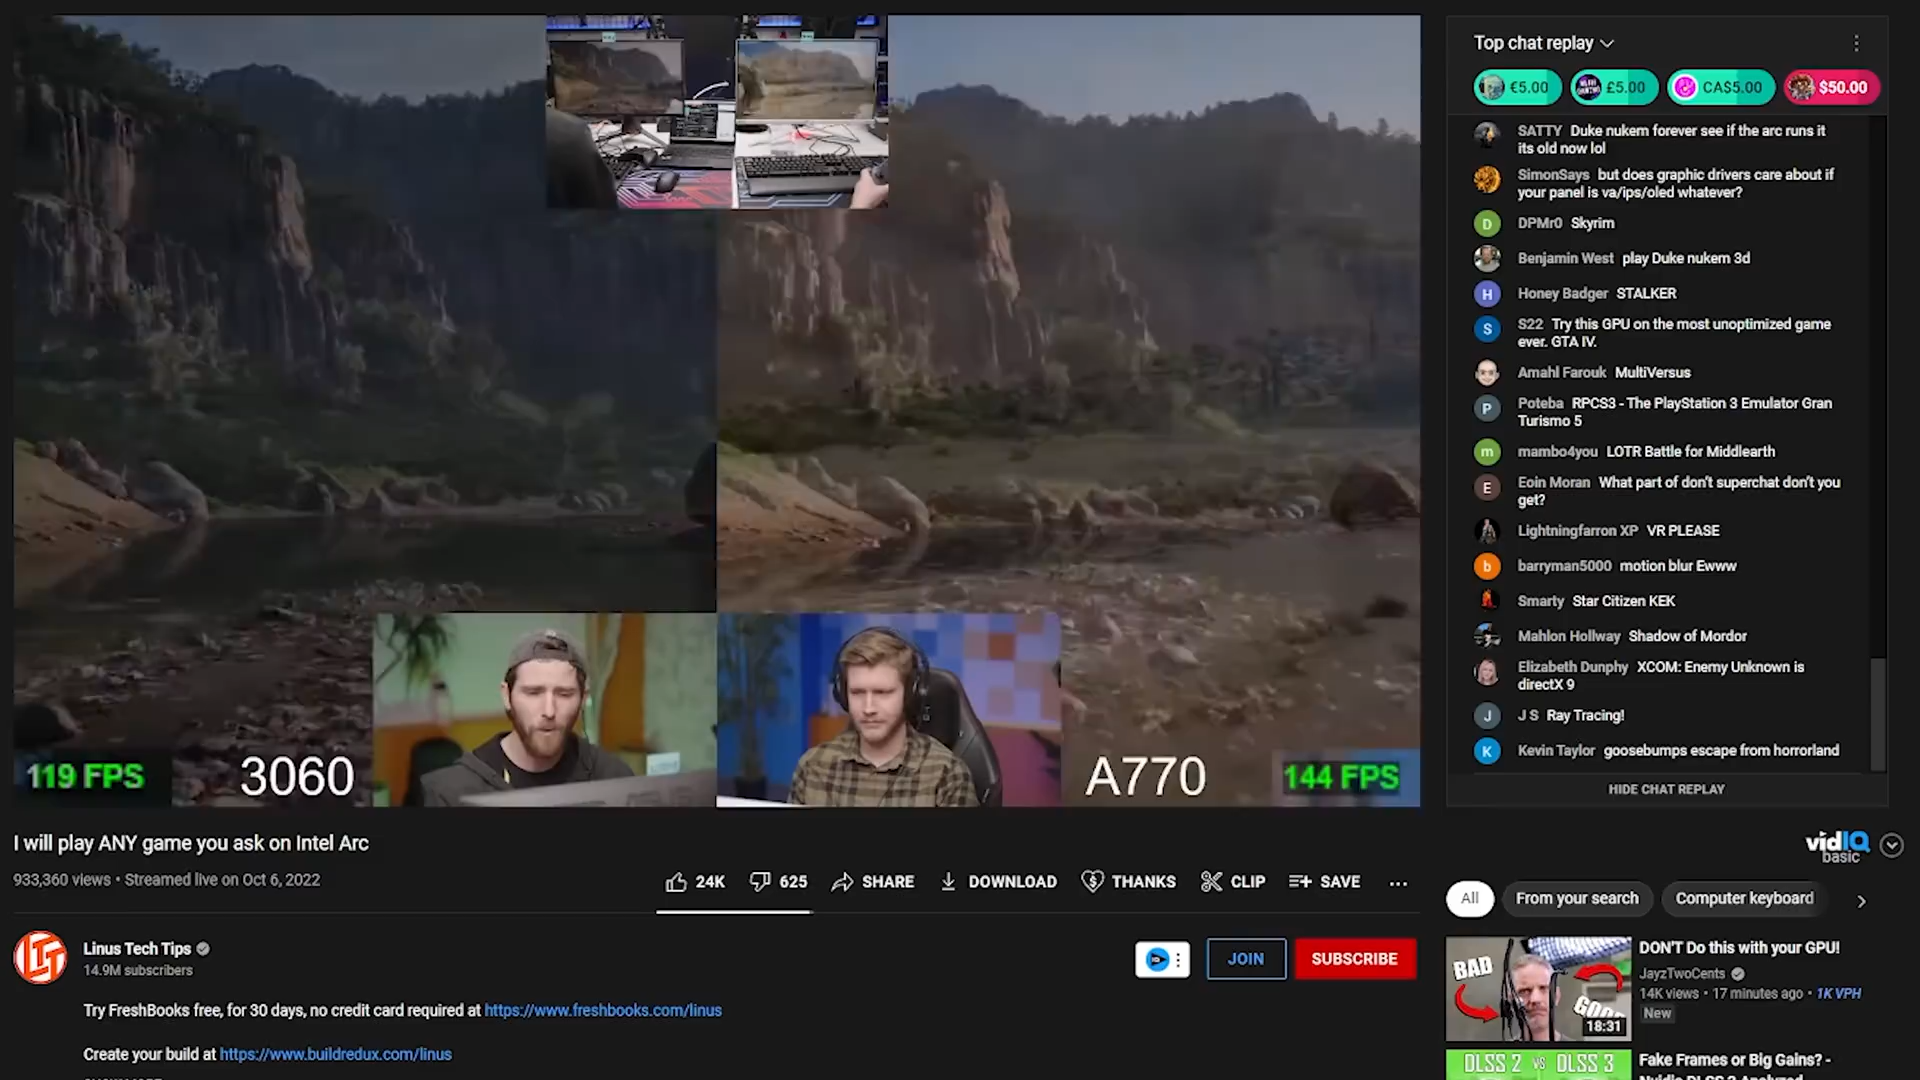 119 FPS
3060
A770
144 FPS
Top chat replay
€5.00
£5.00
CA$5.00
$50.00
SATTY Duke nukem forever see if the arc runs it
its old now lol
SimonSays but does graphic drivers care about if
your panel is va/ips/oled whatever?
D
DPMr0 Skyrim
Benjamin West play Duke nukem 3d
H
Honey Badger STALKER
S
S22 Try this GPU on the most unoptimized game
ever. GTA IV.
Amahl Farouk MultiVersus
P
Poteba RPCS3 - The PlayStation 3 Emulator Gran
Turismo 5
m
mambo4you LOTR Battle for Middlearth
E
Eoin Moran What part of don't superchat don't you
get?
Lightningfarron XP VR PLEASE
b
barryman5000 motion blur Ewww
Smarty Star Citizen KEK
Mahlon Hollway Shadow of Mordor
Elizabeth Dunphy XCOM: Enemy Unknown is
directX 9
J
J S Ray Tracing!
K
Kevin Taylor goosebumps escape from horrorland
HIDE CHAT REPLAY
I will play ANY game you ask on Intel Arc
933,360 views • Streamed live on Oct 6, 2022
24K
625
SHARE
DOWNLOAD
THANKS
CLIP
SAVE
LTT
Linus Tech Tips
14.9M subscribers
JOIN
SUBSCRIBE
Try FreshBooks free, for 30 days, no credit card required at https://www.freshbooks.com/linus
Create your build at https://www.buildredux.com/linus
vidIQ
basic
All
From your search
Computer keyboard
BAD
GOOD
18:31
DON'T Do this with your GPU!
JayzTwoCents
14K views • 17 minutes ago • 1K VPH
New
DLSS 2 VS DLSS 3
Fake Frames or Big Gains? -